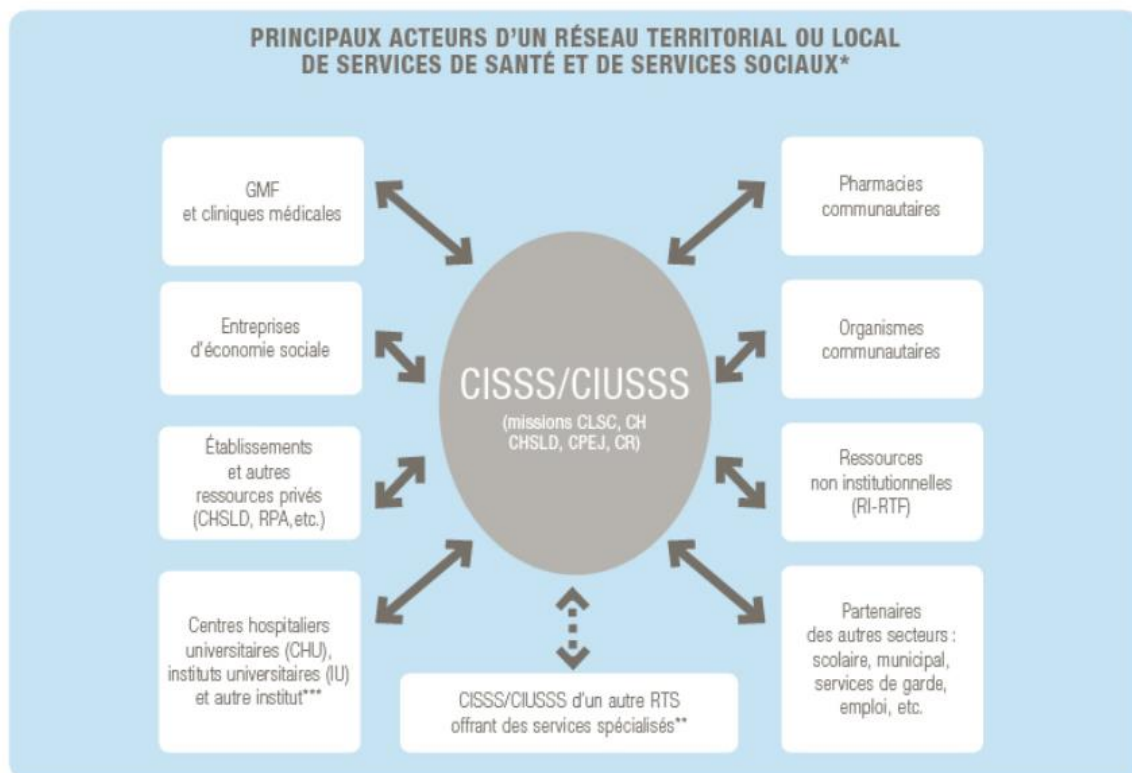 PRINCIPAUX ACTEURS D'UN RÉSEAU TERRITORIAL OU LOCAL
DE SERVICES DE SANTÉ ET DE SERVICES SOCIAUX*
GMF
et cliniques médicales
Entreprises
d'économie sociale
Établissements
et autres
ressources privés
(CHSLD, RPA, etc.)
Centres hospitaliers
universitaires (CHU),
instituts universitaires (IU)
et autre institut***
CISSS/CIUSSS
(missions CLSC, CH
CHSLD, CPEJ, CR)
CISSS/CIUSSS d'un autre RTS
offrant des services spécialisés**
Pharmacies
communautaires
Organismes
communautaires
Ressources
non institutionnelles
(RI-RTF)
Partenaires
des autres secteurs :
scolaire, municipal,
services de garde,
emploi, etc.